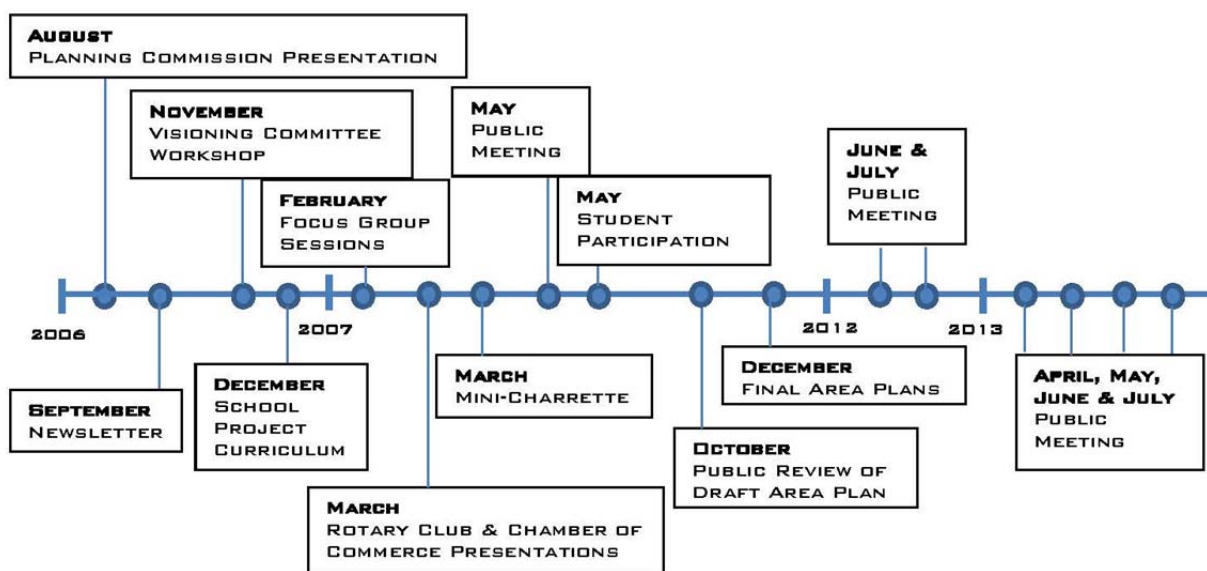 AUGUST
PLANNING COMMISSION PRESENTATION
NOVEMBER
VISIONING COMMITTEE
WORKSHOP
FEBRUARY
FOCUS GROUP
SESSIONS
MAY
PUBLIC
MEETING
MAY
STUDENT
PARTICIPATION
JUNE &
JULY
PUBLIC
MEETING
2006
2007
2012
2013
SEPTEMBER
NEWSLETTER
DECEMBER
SCHOOL
PROJECT
CURRICULUM
MARCH
ROTARY CLUB & CHAMBER OF
COMMERCE PRESENTATIONS
MARCH
MINI-CHARRETTE
OCTOBER
PUBLIC REVIEW OF
DRAFT AREA PLAN
DECEMBER
FINAL AREA PLANS
APRIL, MAY,
JUNE & JULY
PUBLIC
MEETING